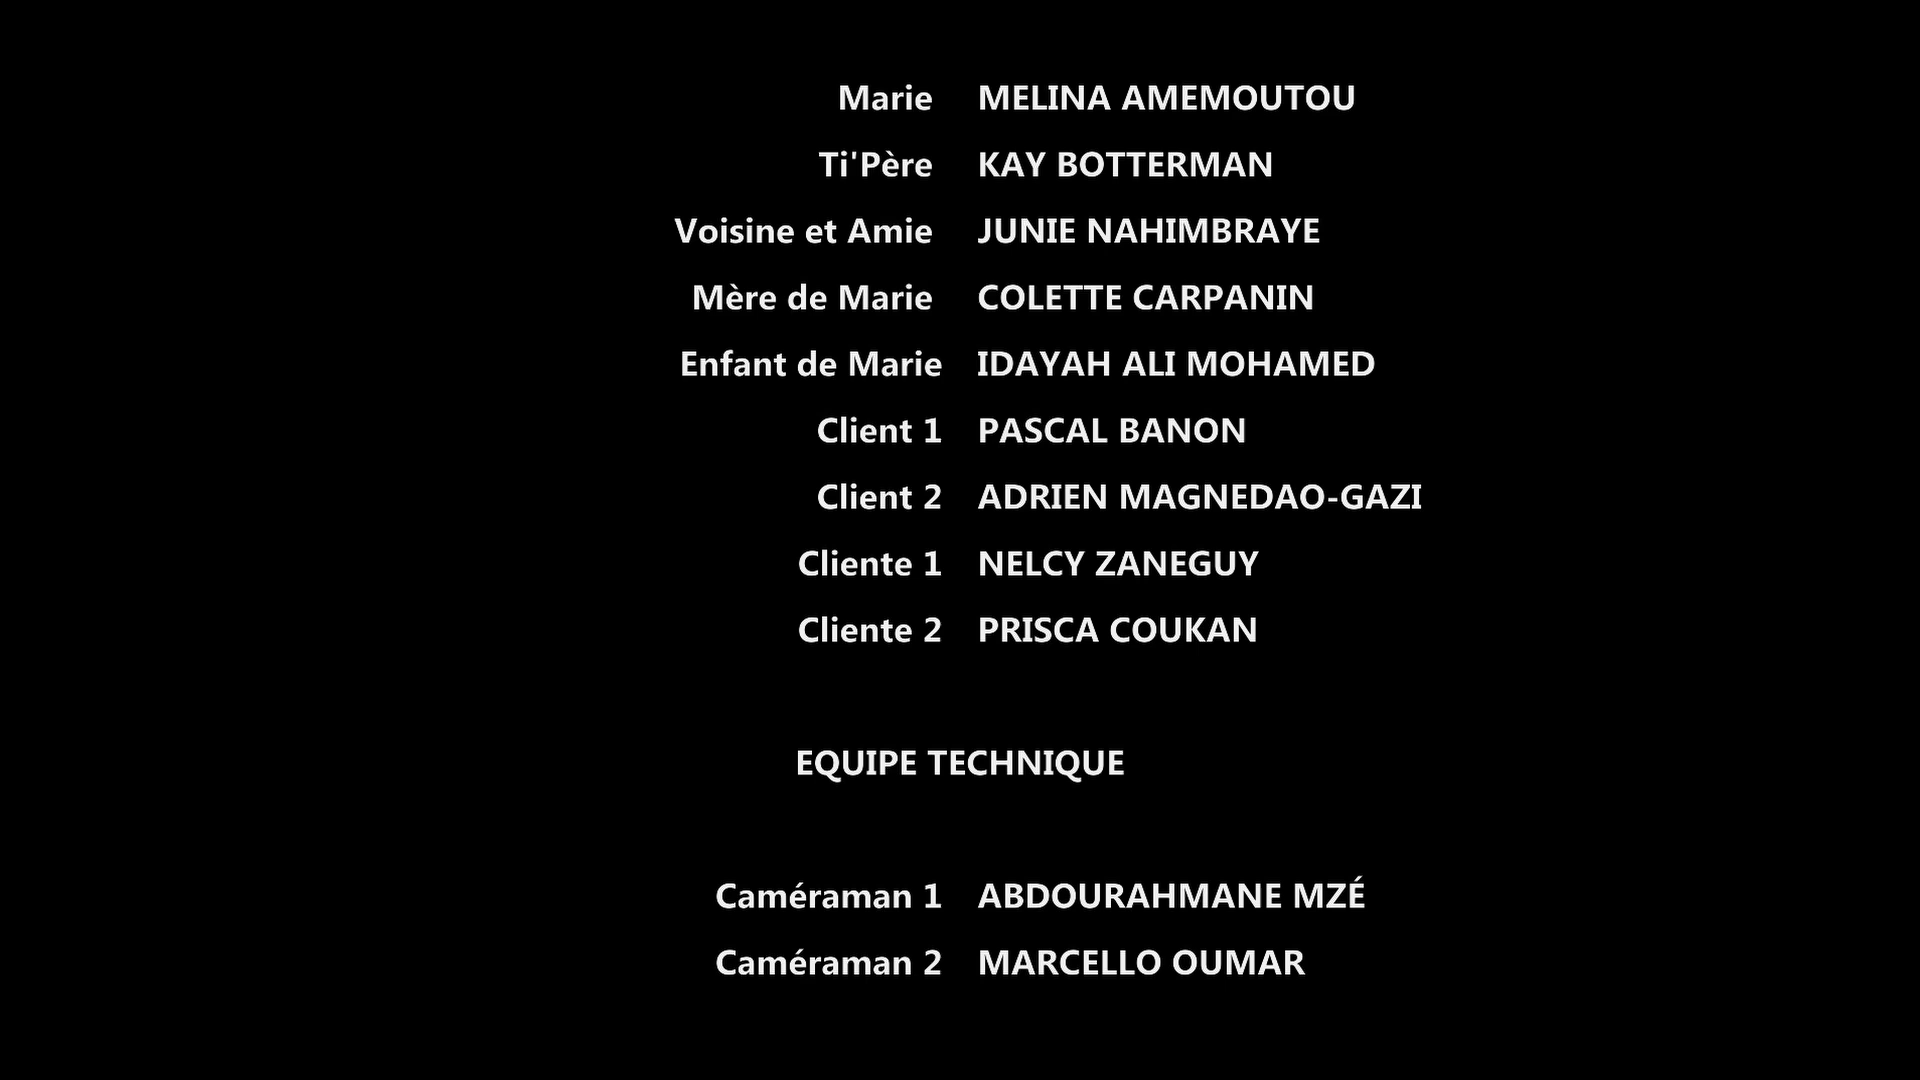 Marie MELINA AMEMOUTOU
Ti'Père KAY BOTTERMAN
Voisine et Amie JUNIE NAHIMBRAYE
Mère de Marie COLETTE CARPANIN
Enfant de Marie IDAYAH ALI MOHAMED
Client 1 PASCAL BANON
Client 2 ADRIEN MAGNEDAO-GAZI
Cliente 1 NELCY ZANEGUY
Cliente 2 PRISCA COUKAN
EQUIPE TECHNIQUE
Caméraman 1 ABDOURAHMANE MZÉ
Caméraman 2 MARCELLO OUMAR